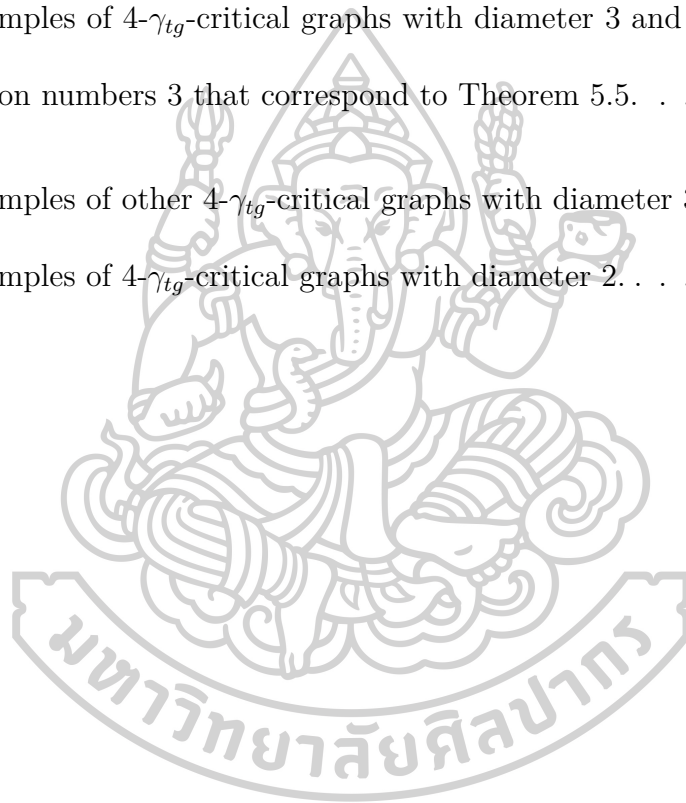 mples of 4-γtg-critical graphs with diameter 3 and
on numbers 3 that correspond to Theorem 5.5. . .
mples of other 4-γtg-critical graphs with diameter 3
mples of 4-γtg-critical graphs with diameter 2. . . .
มหาวิทยาลัยศิลปากร